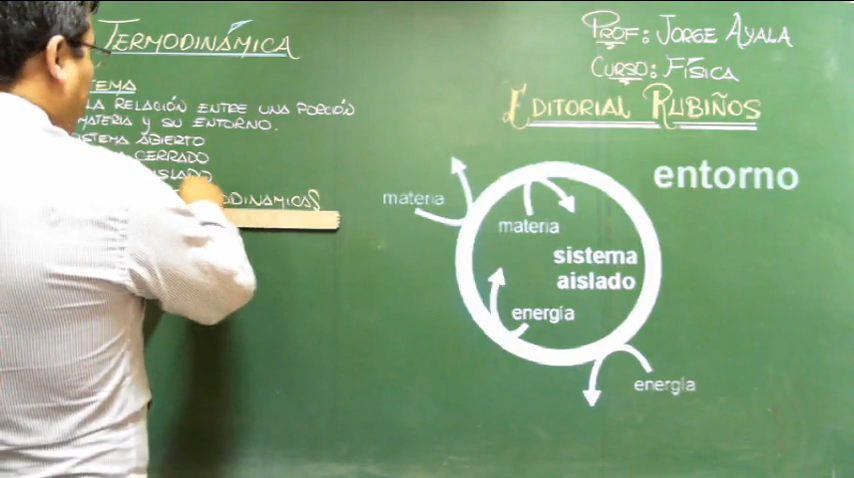 TERMODINÁMICA
LA RELACIÓN ENTRE UNA PORCIÓN
MATERIA Y SU ENTORNO.
ABIERTO
CERRADO
PROF: JORGE AYALA
CURSO: FÍSICA
EDITORIAL RUBIÑOS
entorno
materia
materia
sistema
aislado
energía
energía